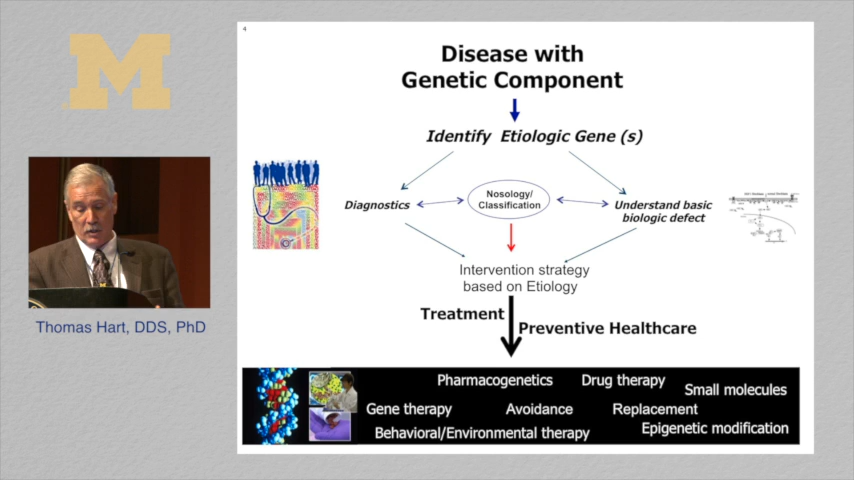 M
4
Disease with
Genetic Component
Identify Etiologic Gene (s)
Diagnostics
Nosology/
Classification
Understand basic
biologic defect
Intervention strategy
based on Etiology
Treatment
Preventive Healthcare
Pharmacogenetics
Drug therapy
Small molecules
Gene therapy
Avoidance
Replacement
Behavioral/Environmental therapy
Epigenetic modification
Thomas Hart, DDS, PhD